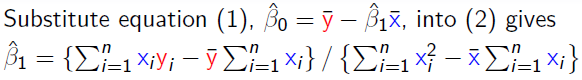 Substitute equation (1), β̂₀ = ȳ − β̂₁x̄, into (2) gives
β̂₁ = {∑ⁿᵢ₌₁ xᵢyᵢ − ȳ ∑ⁿᵢ₌₁ xᵢ} / {∑ⁿᵢ₌₁ xᵢ² − x̄ ∑ⁿᵢ₌₁ xᵢ}